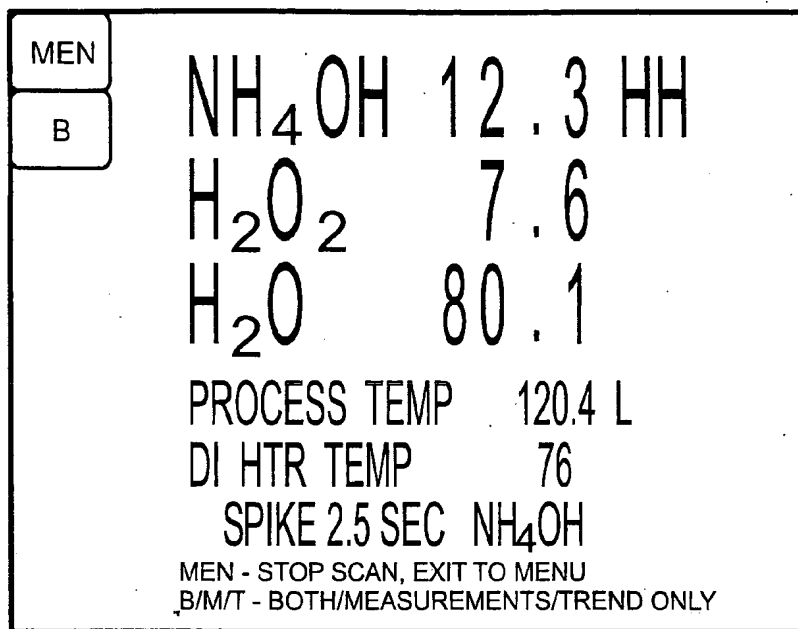 MEN
B
NH₄OH 12.3 HH
H₂O₂ 7.6
H₂O 80.1
PROCESS TEMP 120.4 L
DI HTR TEMP 76
SPIKE 2.5 SEC NH₄OH
MEN - STOP SCAN, EXIT TO MENU
B/M/T - BOTH/MEASUREMENTS/TREND ONLY